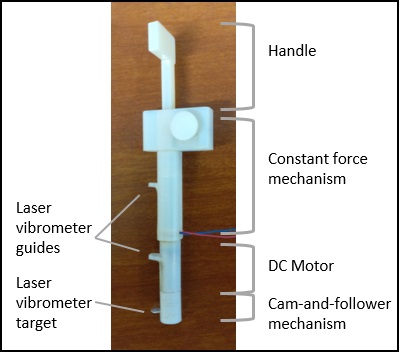 Handle
Constant force
mechanism
Laser
vibrometer
guides
DC Motor
Laser
vibrometer
target
Cam-and-follower
mechanism